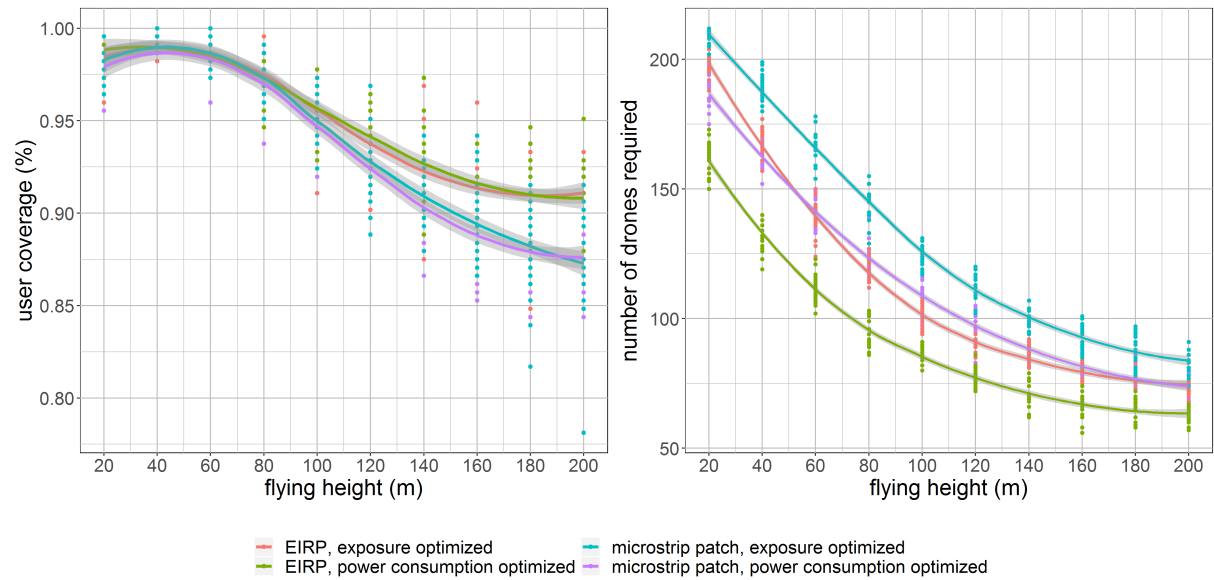 1.00
0.95
0.90
0.85
0.80
user coverage (%)
20 40 60 80 100 120 140 160 180 200
flying height (m)
200
150
100
50
number of drones required
20 40 60 80 100 120 140 160 180 200
flying height (m)
EIRP, exposure optimized
microstrip patch, exposure optimized
EIRP, power consumption optimized
microstrip patch, power consumption optimized